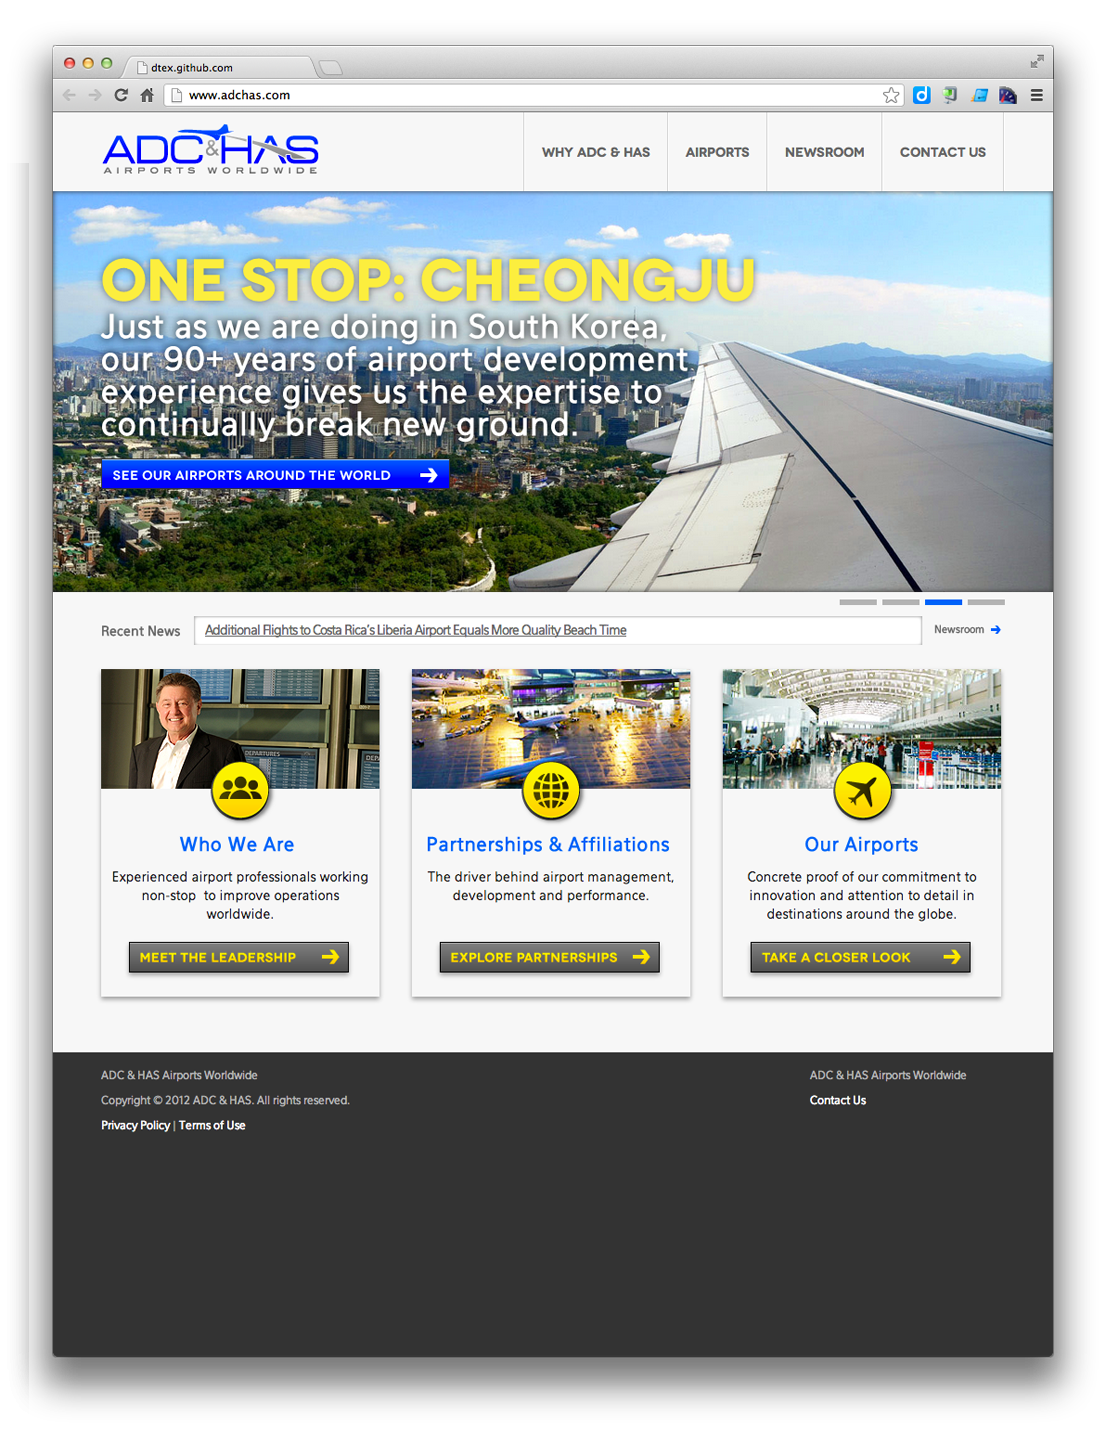 dtex.github.com
www.adchas.com
ADC&HAS
AIRPORTS WORLDWIDE
WHY ADC & HAS
AIRPORTS
NEWSROOM
CONTACT US
ONE STOP: CHEONGJU
Just as we are doing in South Korea,
our 90+ years of airport development
experience gives us the expertise to
continually break new ground.
SEE OUR AIRPORTS AROUND THE WORLD
Recent News
Additional Flights to Costa Rica's Liberia Airport Equals More Quality Beach Time
Newsroom
DEPARTURES
Who We Are
Experienced airport professionals working
non-stop to improve operations
worldwide.
MEET THE LEADERSHIP
Partnerships & Affiliations
The driver behind airport management,
development and performance.
EXPLORE PARTNERSHIPS
Our Airports
Concrete proof of our commitment to
innovation and attention to detail in
destinations around the globe.
TAKE A CLOSER LOOK
ADC & HAS Airports Worldwide
Copyright © 2012 ADC & HAS. All rights reserved.
Privacy Policy | Terms of Use
ADC & HAS Airports Worldwide
Contact Us